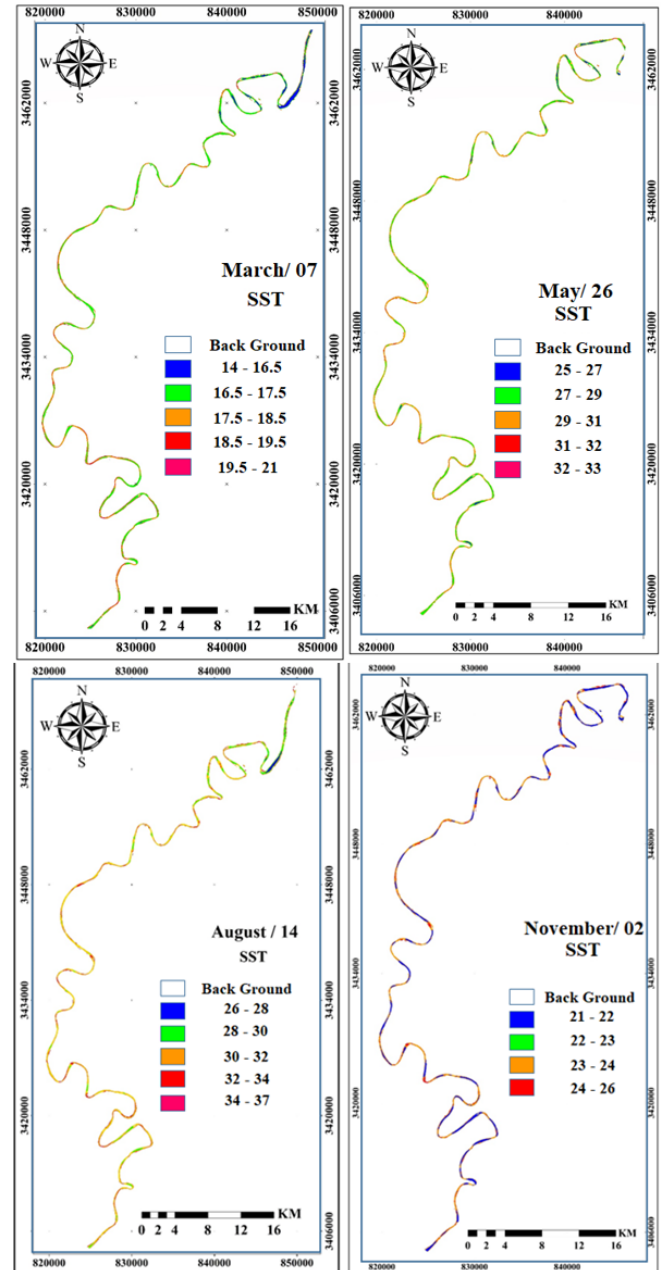 820000 830000 840000 850000
N
W E
S
3462000
3448000
3434000
3420000
3406000
March/ 07
SST
Back Ground
14 - 16.5
16.5 - 17.5
17.5 - 18.5
18.5 - 19.5
19.5 - 21
KM
0 2 4 8 12 16
820000 830000 840000 850000
820000 830000 840000
N
W E
S
3462000
3448000
3434000
3420000
3406000
May/ 26
SST
Back Ground
25 - 27
27 - 29
29 - 31
31 - 32
32 - 33
KM
0 2 4 8 12 16
820000 830000 840000
N
W E
S
3462000
3448000
3434000
3420000
3406000
August / 14
SST
Back Ground
26 - 28
28 - 30
30 - 32
32 - 34
34 - 37
KM
0 1 2 4 8 12 16
820000 830000 840000 850000
820000 830000 840000
N
W E
S
3462000
3448000
3434000
3420000
3406000
November/ 02
SST
Back Ground
21 - 22
22 - 23
23 - 24
24 - 26
KM
0 2 4 8 12 16
820000 830000 840000